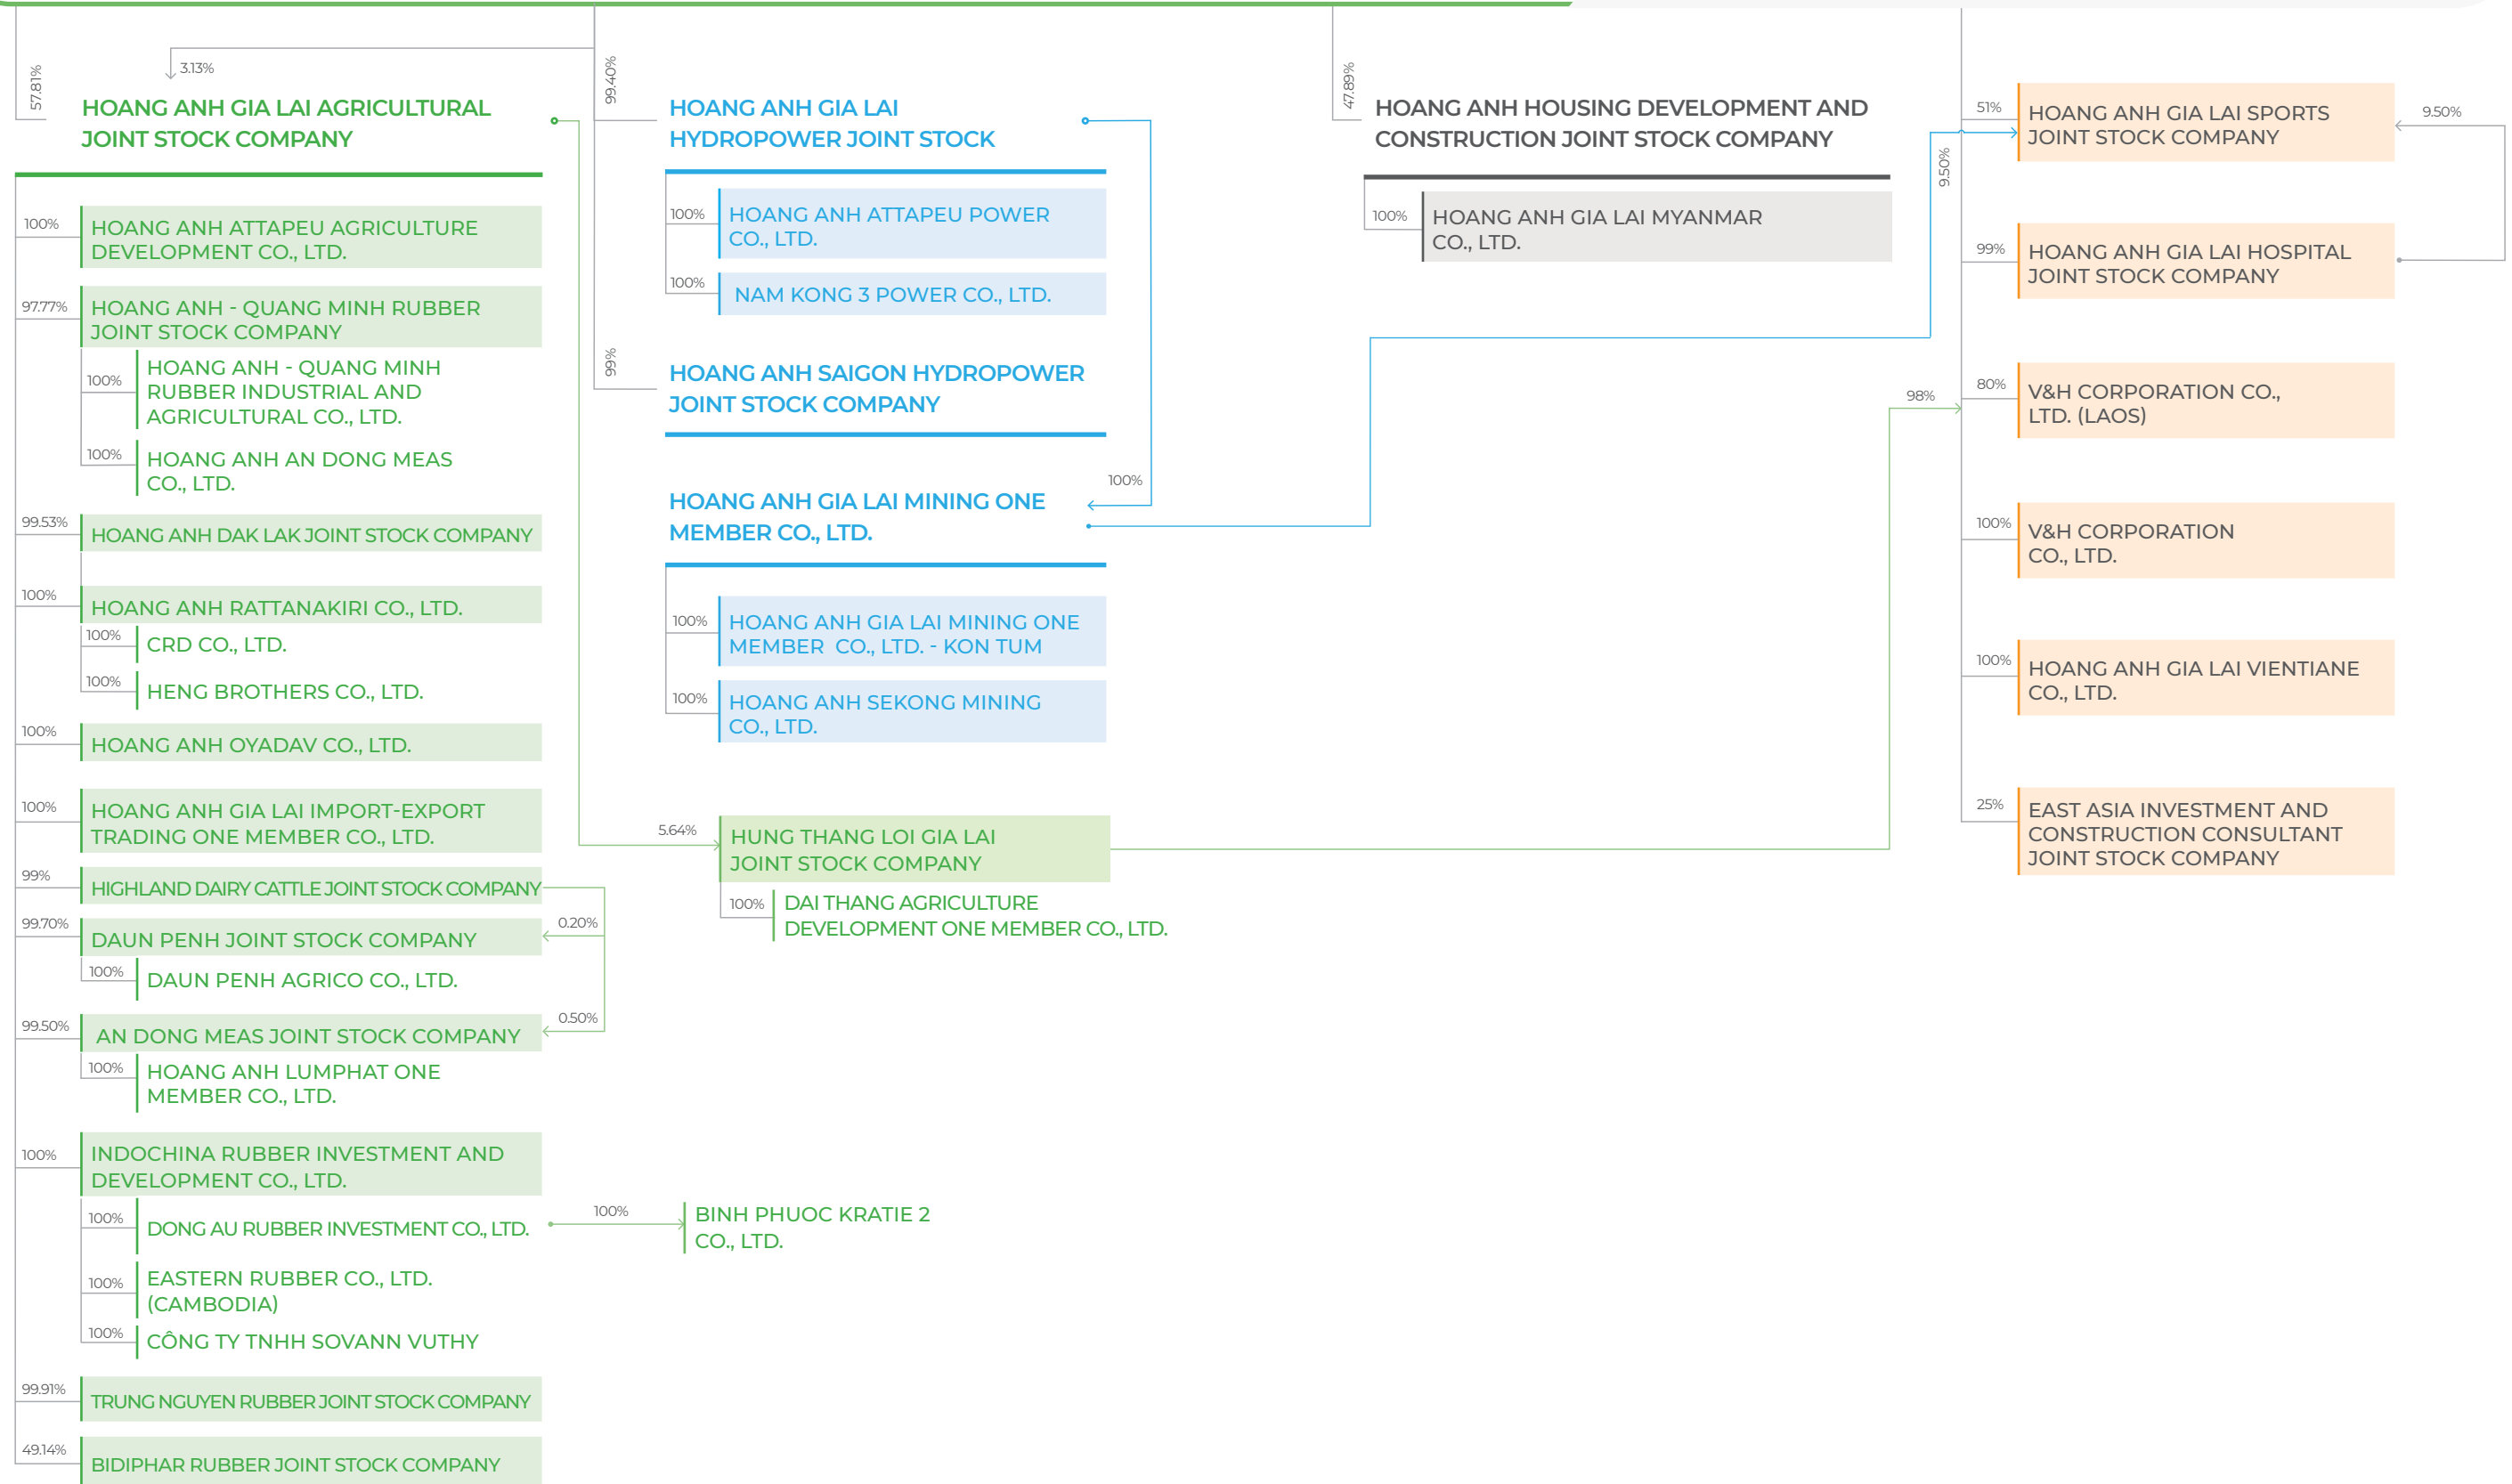 57.81%
3.13%
HOANG ANH GIA LAI AGRICULTURAL
JOINT STOCK COMPANY
100%
HOANG ANH ATTAPEU AGRICULTURE
DEVELOPMENT CO., LTD.
97.77%
HOANG ANH - QUANG MINH RUBBER
JOINT STOCK COMPANY
100%
HOANG ANH - QUANG MINH
RUBBER INDUSTRIAL AND
AGRICULTURAL CO., LTD.
100%
HOANG ANH AN DONG MEAS
CO., LTD.
99.53%
HOANG ANH DAK LAK JOINT STOCK COMPANY
100%
HOANG ANH RATTANAKIRI CO., LTD.
100%
CRD CO., LTD.
100%
HENG BROTHERS CO., LTD.
100%
HOANG ANH OYADAV CO., LTD.
100%
HOANG ANH GIA LAI IMPORT-EXPORT
TRADING ONE MEMBER CO., LTD.
99%
HIGHLAND DAIRY CATTLE JOINT STOCK COMPANY
99.70%
DAUN PENH JOINT STOCK COMPANY
0.20%
100%
DAUN PENH AGRICO CO., LTD.
99.50%
AN DONG MEAS JOINT STOCK COMPANY
0.50%
100%
HOANG ANH LUMPHAT ONE
MEMBER CO., LTD.
100%
INDOCHINA RUBBER INVESTMENT AND
DEVELOPMENT CO., LTD.
100%
DONG AU RUBBER INVESTMENT CO., LTD.
100%
BINH PHUOC KRATIE 2
CO., LTD.
100%
EASTERN RUBBER CO., LTD.
(CAMBODIA)
100%
CÔNG TY TNHH SOVANN VUTHY
99.91%
TRUNG NGUYEN RUBBER JOINT STOCK COMPANY
49.14%
BIDIPHAR RUBBER JOINT STOCK COMPANY
99.40%
HOANG ANH GIA LAI
HYDROPOWER JOINT STOCK
100%
HOANG ANH ATTAPEU POWER
CO., LTD.
100%
NAM KONG 3 POWER CO., LTD.
99%
HOANG ANH SAIGON HYDROPOWER
JOINT STOCK COMPANY
100%
HOANG ANH GIA LAI MINING ONE
MEMBER CO., LTD.
100%
HOANG ANH GIA LAI MINING ONE
MEMBER CO., LTD. - KON TUM
100%
HOANG ANH SEKONG MINING
CO., LTD.
5.64%
HUNG THANG LOI GIA LAI
JOINT STOCK COMPANY
100%
DAI THANG AGRICULTURE
DEVELOPMENT ONE MEMBER CO., LTD.
47.89%
HOANG ANH HOUSING DEVELOPMENT AND
CONSTRUCTION JOINT STOCK COMPANY
100%
HOANG ANH GIA LAI MYANMAR
CO., LTD.
51%
HOANG ANH GIA LAI SPORTS
JOINT STOCK COMPANY
9.50%
9.50%
99%
HOANG ANH GIA LAI HOSPITAL
JOINT STOCK COMPANY
98%
80%
V&H CORPORATION CO.,
LTD. (LAOS)
100%
V&H CORPORATION
CO., LTD.
100%
HOANG ANH GIA LAI VIENTIANE
CO., LTD.
25%
EAST ASIA INVESTMENT AND
CONSTRUCTION CONSULTANT
JOINT STOCK COMPANY